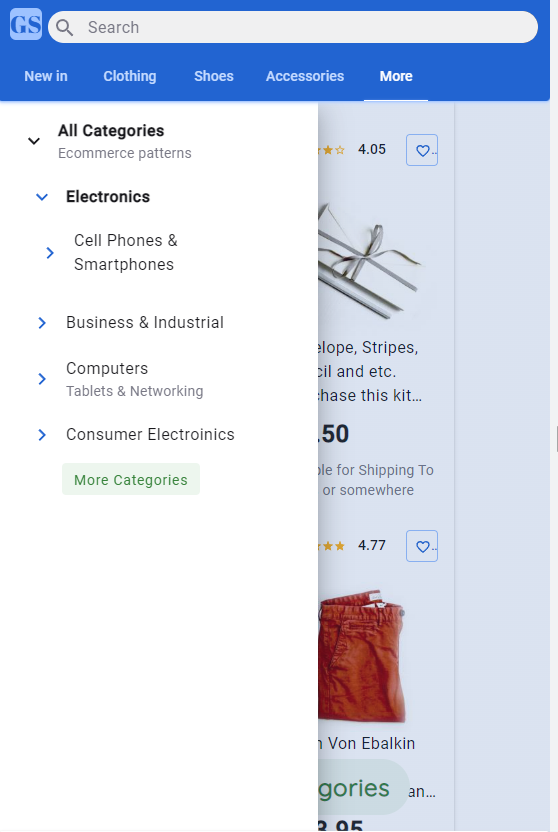 GS
Search
New in Clothing Shoes Accessories More
All Categories
Ecommerce patterns
Electronics
Cell Phones &
Smartphones
Business & Industrial
Computers
Tablets & Networking
Consumer Electroinics
More Categories
4.05
elope, Stripes,
cil and etc.
chase this kit…
.50
ble for Shipping To
or somewhere
4.77
n Von Ebalkin
gories
an…
3.95